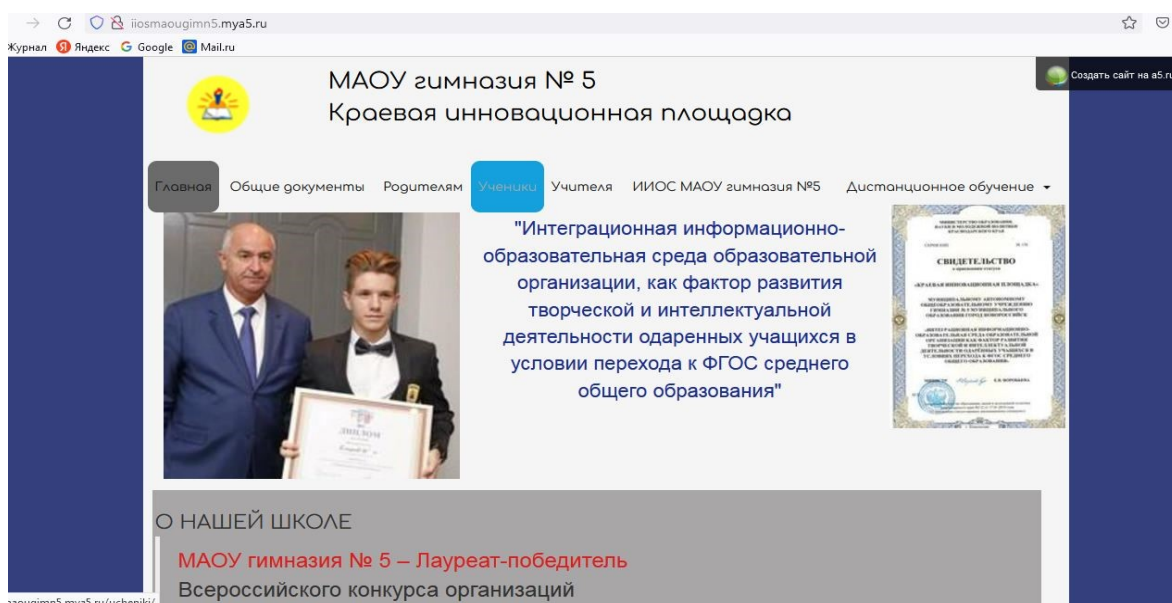 iiosmaougimn5.mya5.ru
Журнал Яндекс Google Mail.ru
Создать сайт на a5.ru
МАОУ гимназия № 5
Краевая инновационная площадка
Главная Общие документы Родителям Ученики Учителя ИИОС МАОУ гимназия №5 Дистанционное обучение
"Интеграционная информационно-
образовательная среда образовательной
организации, как фактор развития
творческой и интеллектуальной
деятельности одаренных учащихся в
условии перехода к ФГОС среднего
общего образования"
СВИДЕТЕЛЬСТВО
«КРАЕВАЯ ИННОВАЦИОННАЯ ПЛОЩАДКА»
ДИПЛОМ
О НАШЕЙ ШКОЛЕ
МАОУ гимназия № 5 – Лауреат-победитель
Всероссийского конкурса организаций